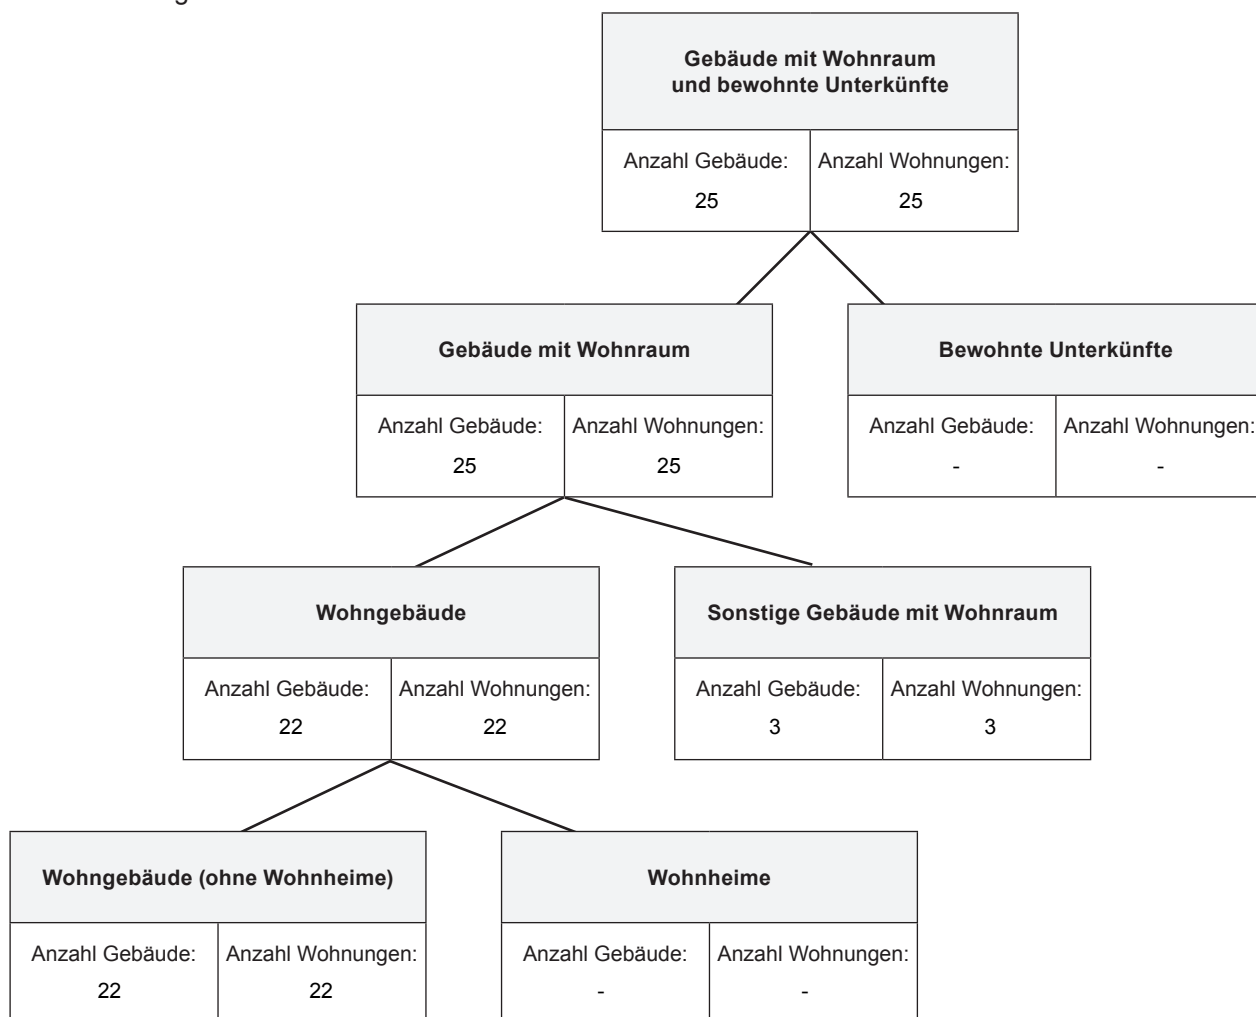 Gebäude mit Wohnraum
und bewohnte Unterkünfte
Anzahl Gebäude: Anzahl Wohnungen:
25 25
Gebäude mit Wohnraum Bewohnte Unterkünfte
Anzahl Gebäude: Anzahl Wohnungen: Anzahl Gebäude: Anzahl Wohnungen:
25 25 - -
Wohngebäude Sonstige Gebäude mit Wohnraum
Anzahl Gebäude: Anzahl Wohnungen: Anzahl Gebäude: Anzahl Wohnungen:
22 22 3 3
Wohngebäude (ohne Wohnheime) Wohnheime
Anzahl Gebäude: Anzahl Wohnungen: Anzahl Gebäude: Anzahl Wohnungen:
22 22 - -